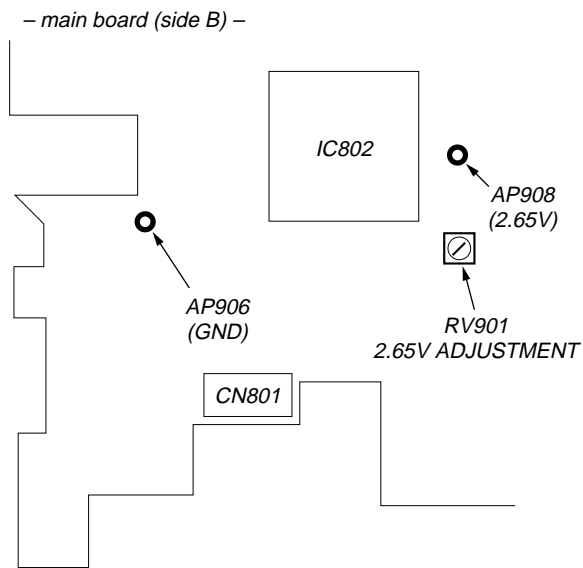 – main board (side B) –
IC802
AP908
(2.65V)
AP906
(GND)
RV901
2.65V ADJUSTMENT
CN801